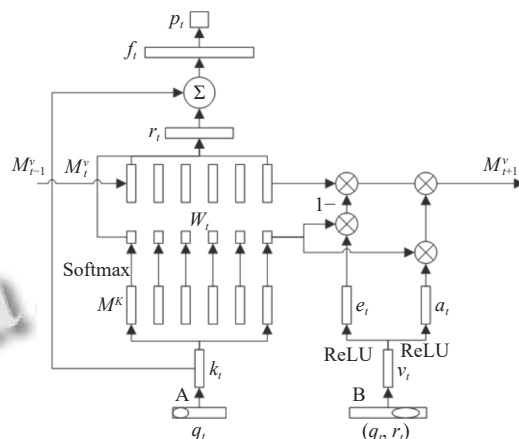 p_t
f_t
Σ
r_t
M^v_{t-1} M^v_t M^v_{t+1}
1−
W_t
Softmax
M^K e_t a_t
ReLU ReLU
k_t v_t
A B
q_t (q_t, r_t)